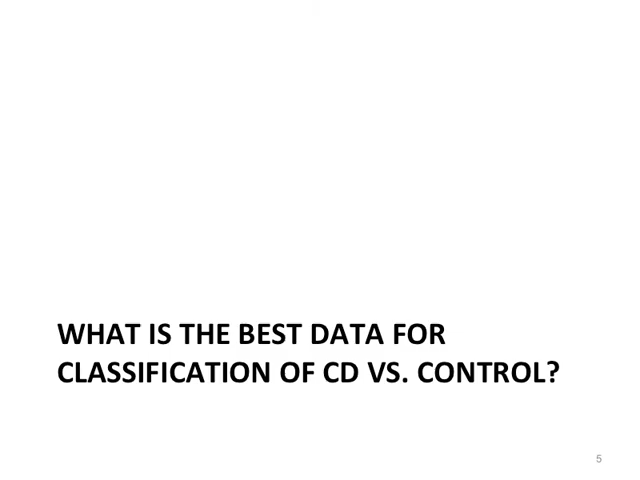 WHAT IS THE BEST DATA FOR
CLASSIFICATION OF CD VS. CONTROL?
5